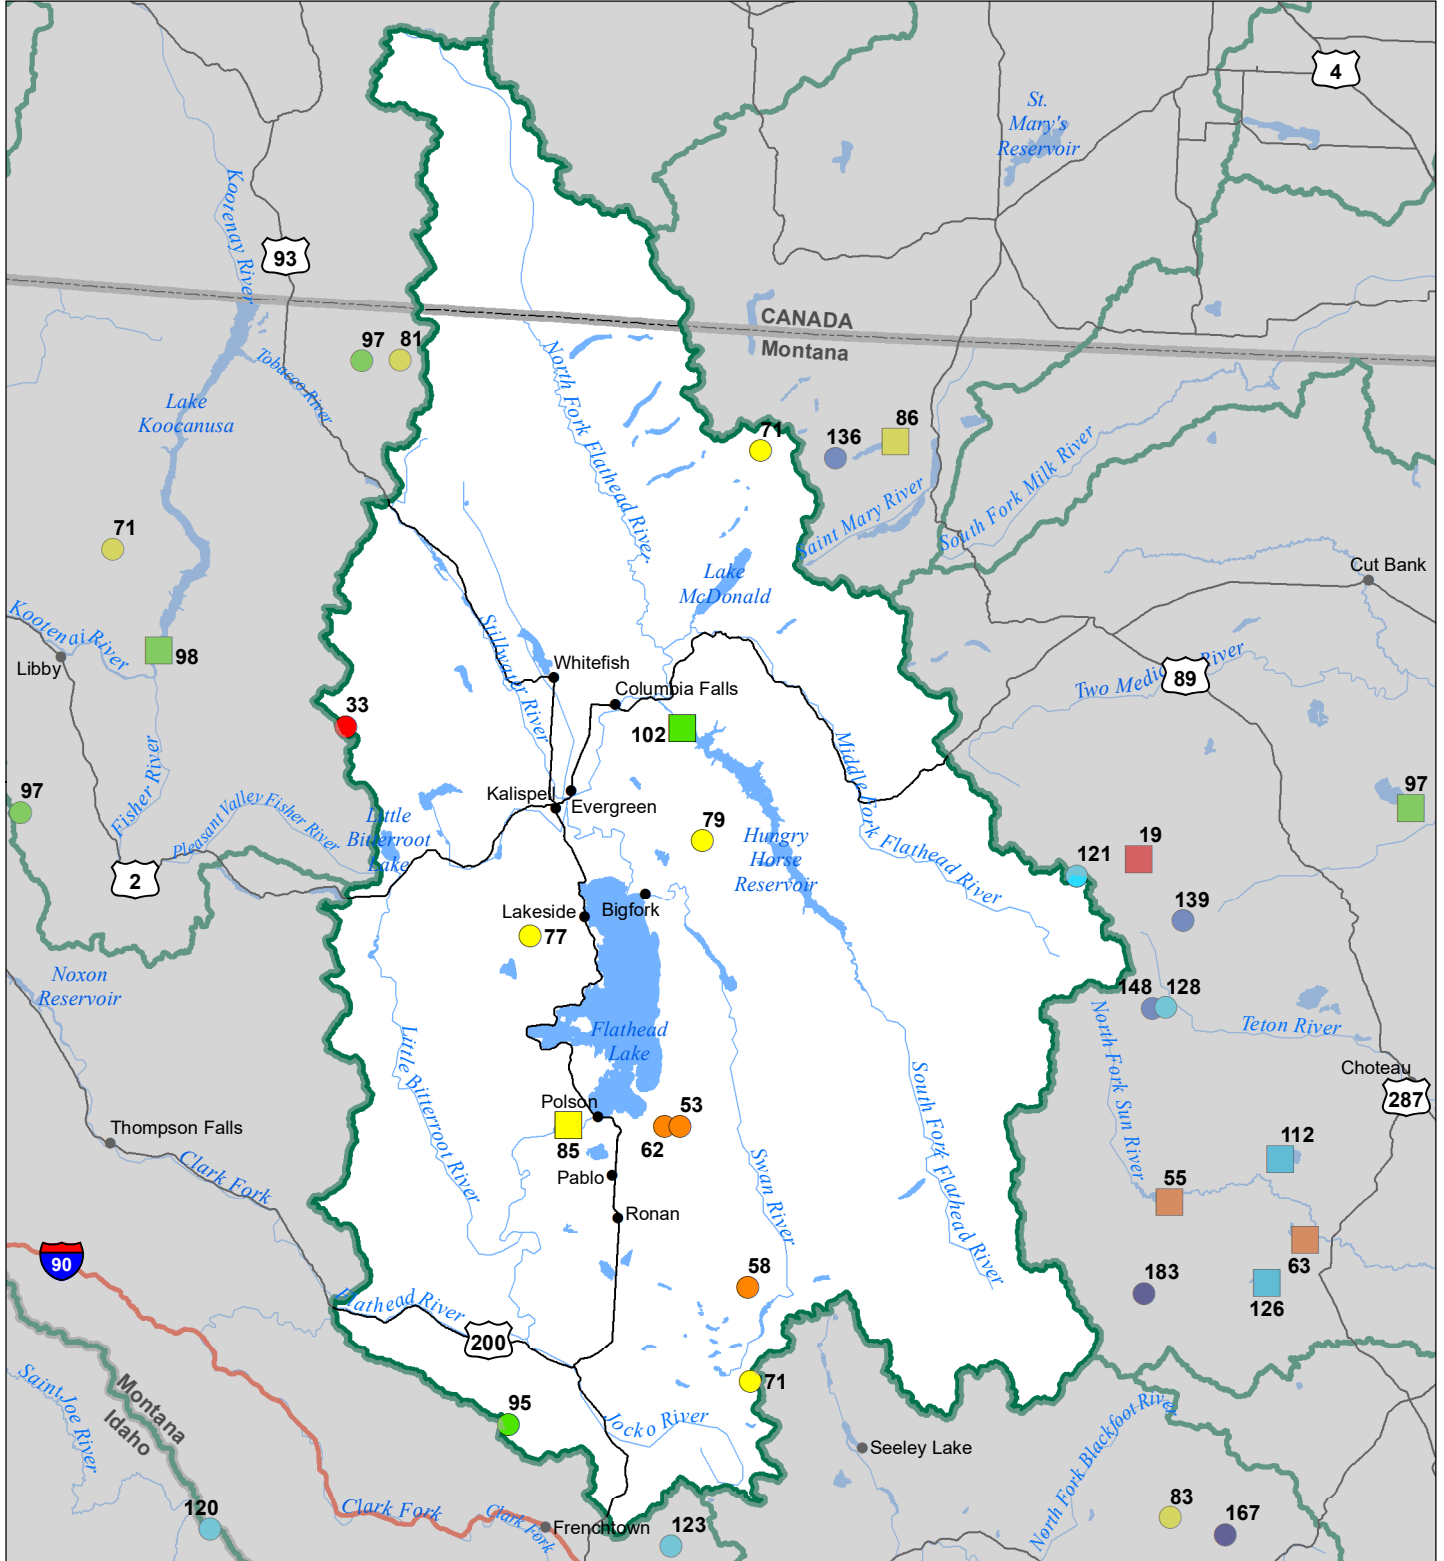 4
St.
Mary's
Reservoir
Kootenay River
93
CANADA
Montana
97
81
Tobacco River
North Fork Flathead River
Lake
Koocanusa
71
136
86
Saint Mary River
South Fork Milk River
71
Cut Bank
Lake
McDonald
Kootenai River
Libby
98
Stillwater River
Whitefish
Columbia Falls
Two Medic
River
89
33
102
Middle Fork Flathead River
Fisher River
97
Pleasant Valley Fisher River
Little
Bitterroot
Lake
Kalispell
Evergreen
79
Hungry
Horse
Reservoir
97
19
121
2
139
Lakeside
Bigfork
77
Noxon
Reservoir
148
128
Teton River
North Fork Sun River
Flathead
Lake
Little Bitterroot River
South Fork Flathead River
Choteau
287
Polson
53
85
62
Thompson Falls
Clark Fork
Pablo
Swan River
112
55
Ronan
90
63
58
183
126
Flathead River
200
Montana
Idaho
Saint Joe River
71
95
Jocko River
North Fork Blackfoot River
Seeley Lake
120
Clark Fork
Clark Fork
Frenchtown
123
83
167